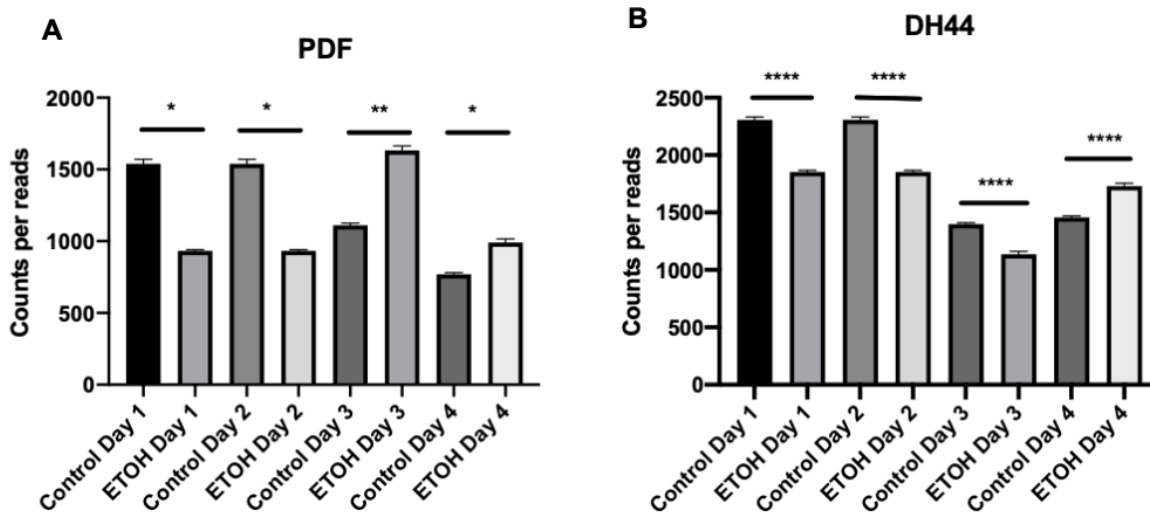 A
PDF
Counts per reads
2000
1500
1000
500
0
*
*
**
*
Control Day 1
ETOH Day 1
Control Day 2
ETOH Day 2
Control Day 3
ETOH Day 3
Control Day 4
ETOH Day 4
B
DH44
Counts per reads
2500
2000
1500
1000
500
0
****
****
****
****
Control Day 1
ETOH Day 1
Control Day 2
ETOH Day 2
Control Day 3
ETOH Day 3
Control Day 4
ETOH Day 4